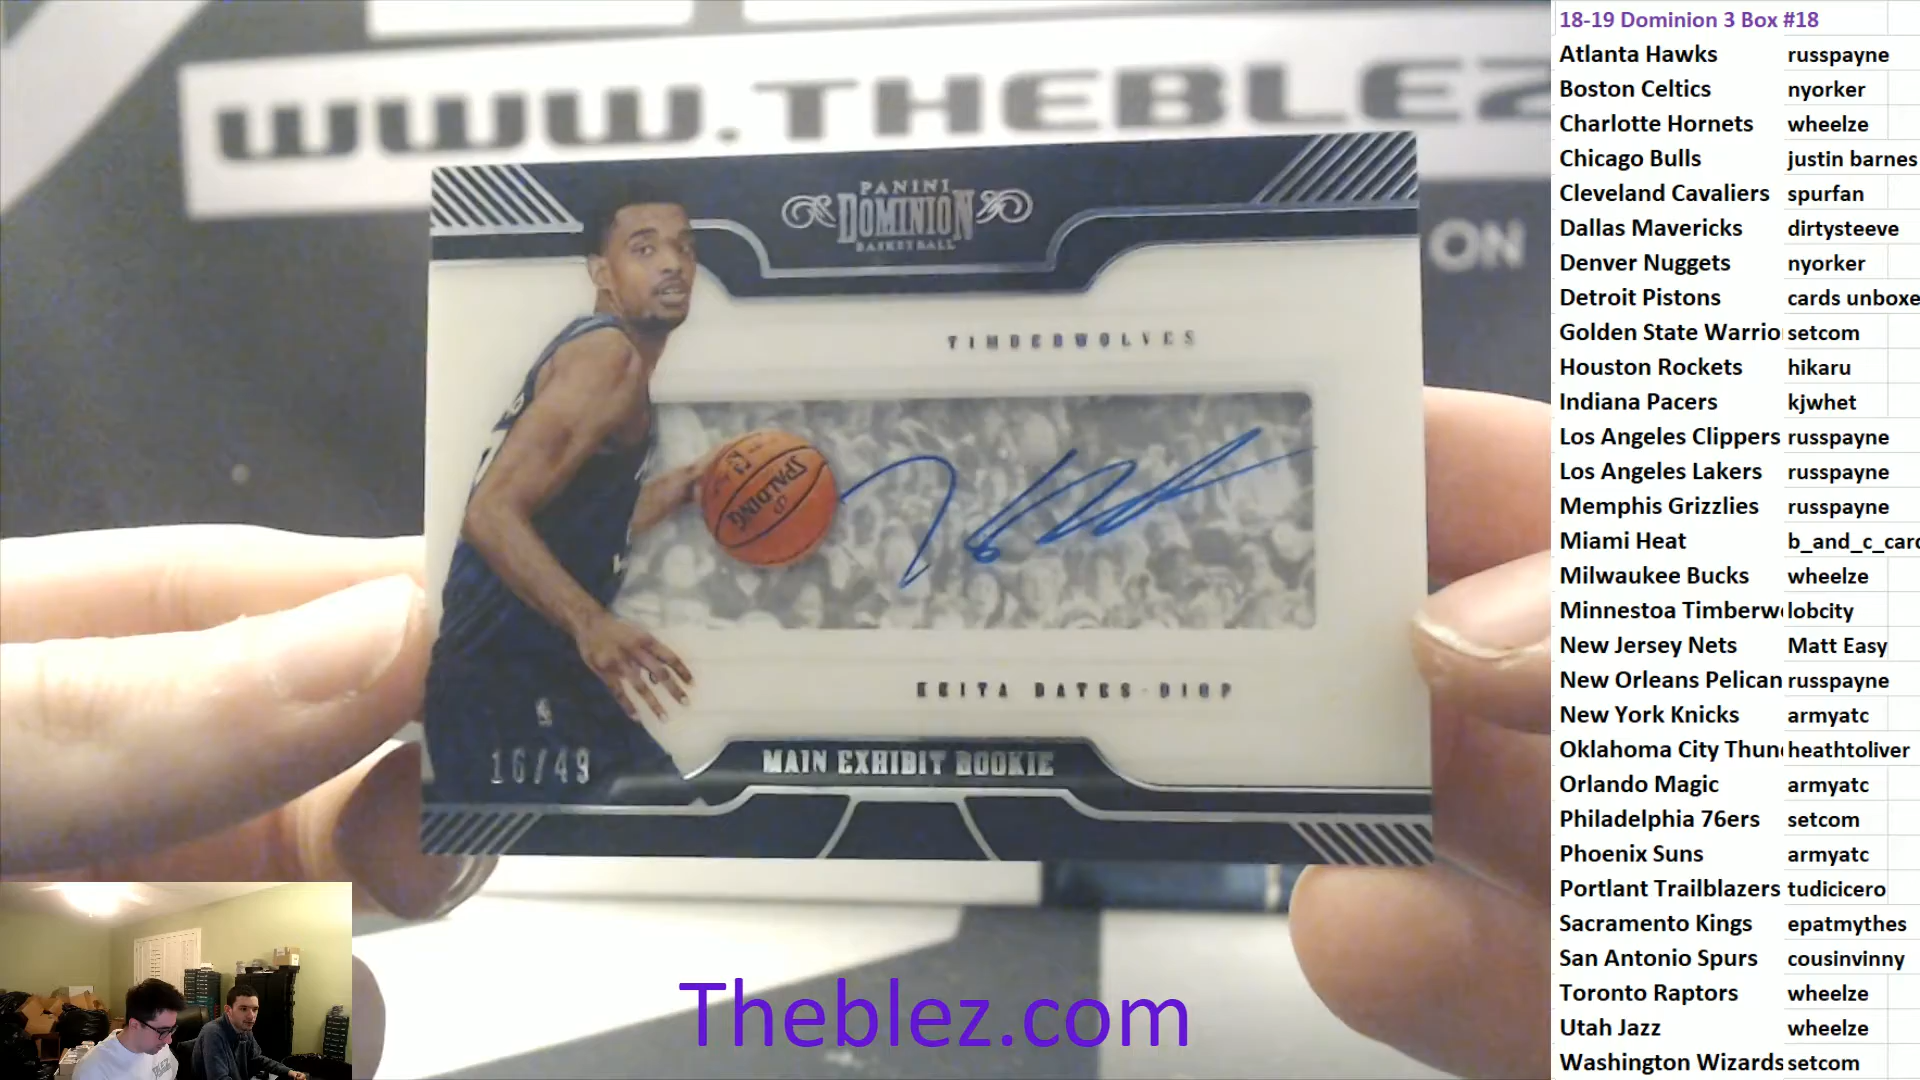 WWW.THEBLEZ
ON
PANINI
DOMINION
BASKETBALL
TIMBERWOLVES
SPALDING
KEITA BATES-DIOP
16/49
MAIN EXHIBIT ROOKIE
Theblez.com
18-19 Dominion 3 Box #18
Atlanta Hawks russpayne
Boston Celtics nyorker
Charlotte Hornets wheelze
Chicago Bulls justin barnes
Cleveland Cavaliers spurfan
Dallas Mavericks dirtysteeve
Denver Nuggets nyorker
Detroit Pistons cards unboxe
Golden State Warrio setcom
Houston Rockets hikaru
Indiana Pacers kjwhet
Los Angeles Clippers russpayne
Los Angeles Lakers russpayne
Memphis Grizzlies russpayne
Miami Heat b_and_c_card
Milwaukee Bucks wheelze
Minnestoa Timberw lobcity
New Jersey Nets Matt Easy
New Orleans Pelican russpayne
New York Knicks armyatc
Oklahoma City Thun heathtoliver
Orlando Magic armyatc
Philadelphia 76ers setcom
Phoenix Suns armyatc
Portlant Trailblazers tudicicero
Sacramento Kings epatmythes
San Antonio Spurs cousinvinny
Toronto Raptors wheelze
Utah Jazz wheelze
Washington Wizards setcom